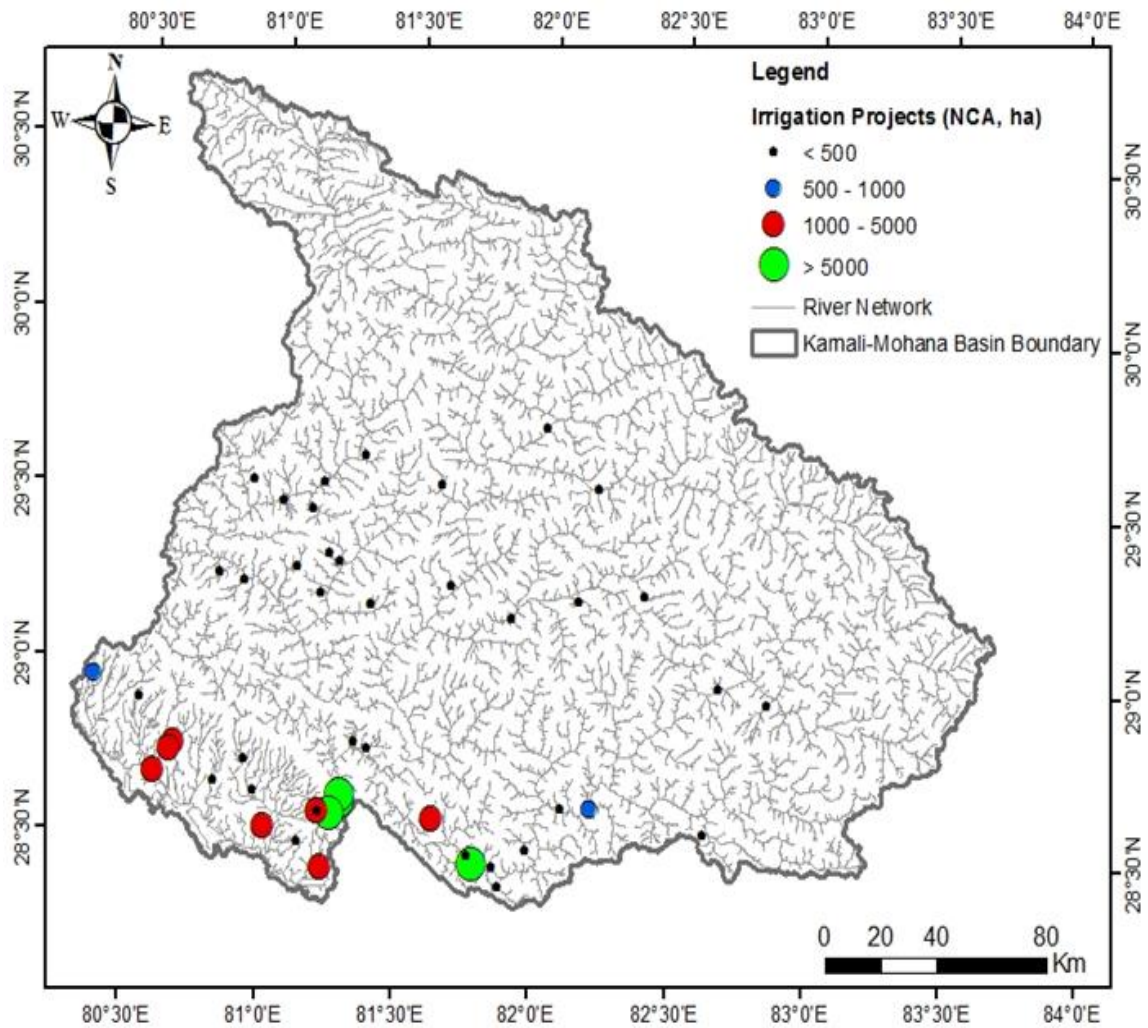 80°30'E 81°0'E 81°30'E 82°0'E 82°30'E 83°0'E 83°30'E 84°0'E
N
W E
S
Legend
Irrigation Projects (NCA, ha)
< 500
500 - 1000
1000 - 5000
> 5000
River Network
Karnali-Mohana Basin Boundary
30°30'N
30°0'N
29°30'N
29°0'N
28°30'N
30°30'N
30°0'N
29°30'N
29°0'N
28°30'N
0 20 40 80
Km
80°30'E 81°0'E 81°30'E 82°0'E 82°30'E 83°0'E 83°30'E 84°0'E